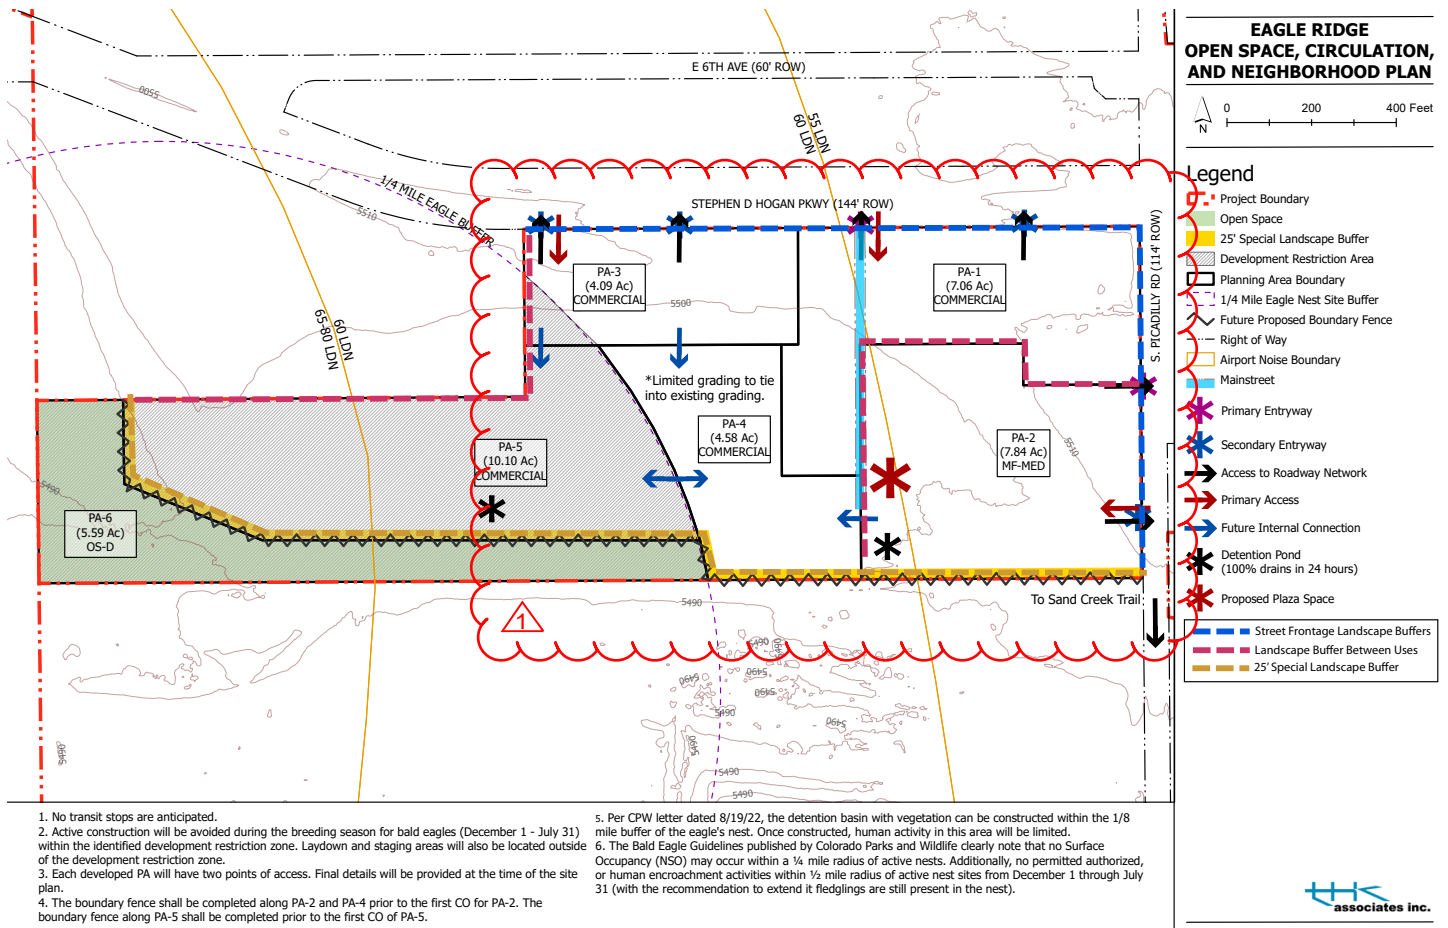 EAGLE RIDGE
OPEN SPACE, CIRCULATION,
AND NEIGHBORHOOD PLAN
0 200 400 Feet
N
Legend
Project Boundary
Open Space
25' Special Landscape Buffer
Development Restriction Area
Planning Area Boundary
1/4 Mile Eagle Nest Site Buffer
Future Proposed Boundary Fence
Right of Way
Airport Noise Boundary
Mainstreet
Primary Entryway
Secondary Entryway
Access to Roadway Network
Primary Access
Future Internal Connection
Detention Pond
(100% drains in 24 hours)
Proposed Plaza Space
Street Frontage Landscape Buffers
Landscape Buffer Between Uses
25' Special Landscape Buffer
E 6TH AVE (60' ROW)
5500
55 LDN
60 LDN
1/4 MILE EAGLE BUFFER
5510
STEPHEN D HOGAN PKWY (144' ROW)
S. PICADILLY RD (114' ROW)
PA-3
(4.09 Ac)
COMMERCIAL
PA-1
(7.06 Ac)
COMMERCIAL
5500
60 LDN
65-80 LDN
*Limited grading to tie
into existing grading.
PA-4
(4.58 Ac)
COMMERCIAL
PA-2
(7.84 Ac)
MF-MED
5510
PA-5
(10.10 Ac)
COMMERCIAL
5490
PA-6
(5.59 Ac)
OS-D
To Sand Creek Trail
5490
1
5490
5490
5490
5490
5490
5490
5490
5490
5490
5490
5490
1. No transit stops are anticipated.
2. Active construction will be avoided during the breeding season for bald eagles (December 1 - July 31)
within the identified development restriction zone. Laydown and staging areas will also be located outside
of the development restriction zone.
3. Each developed PA will have two points of access. Final details will be provided at the time of the site
plan.
4. The boundary fence shall be completed along PA-2 and PA-4 prior to the first CO for PA-2. The
boundary fence along PA-5 shall be completed prior to the first CO of PA-5.
5. Per CPW letter dated 8/19/22, the detention basin with vegetation can be constructed within the 1/8
mile buffer of the eagle's nest. Once constructed, human activity in this area will be limited.
6. The Bald Eagle Guidelines published by Colorado Parks and Wildlife clearly note that no Surface
Occupancy (NSO) may occur within a ¼ mile radius of active nests. Additionally, no permitted authorized,
or human encroachment activities within ½ mile radius of active nest sites from December 1 through July
31 (with the recommendation to extend it fledglings are still present in the nest).
thk
associates inc.